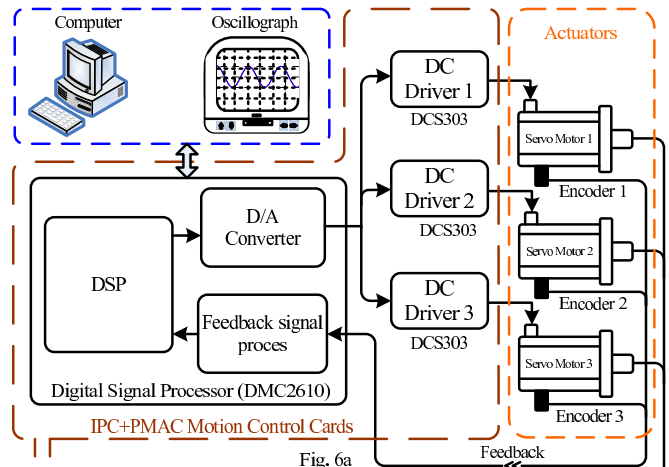 Computer
Oscillograph
Actuators
DC
Driver 1
DCS303
Servo Motor 1
Encoder 1
D/A
Converter
DC
Driver 2
DCS303
Servo Motor 2
Encoder 2
DSP
Feedback signal
proces
DC
Driver 3
DCS303
Servo Motor 3
Encoder 3
Digital Signal Processor (DMC2610)
IPC+PMAC Motion Control Cards
Feedback
Fig. 6a